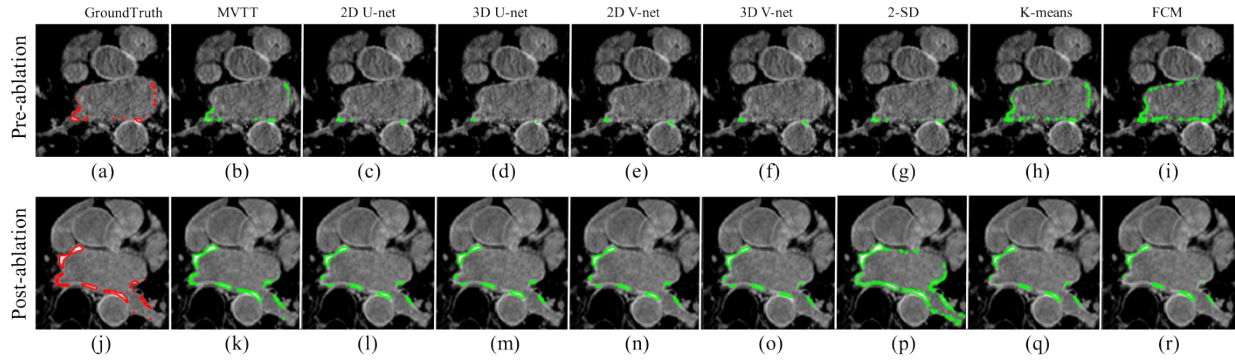 GroundTruth MVTT 2D U-net 3D U-net 2D V-net 3D V-net 2-SD K-means FCM
Pre-ablation
(a) (b) (c) (d) (e) (f) (g) (h) (i)
Post-ablation
(j) (k) (l) (m) (n) (o) (p) (q) (r)